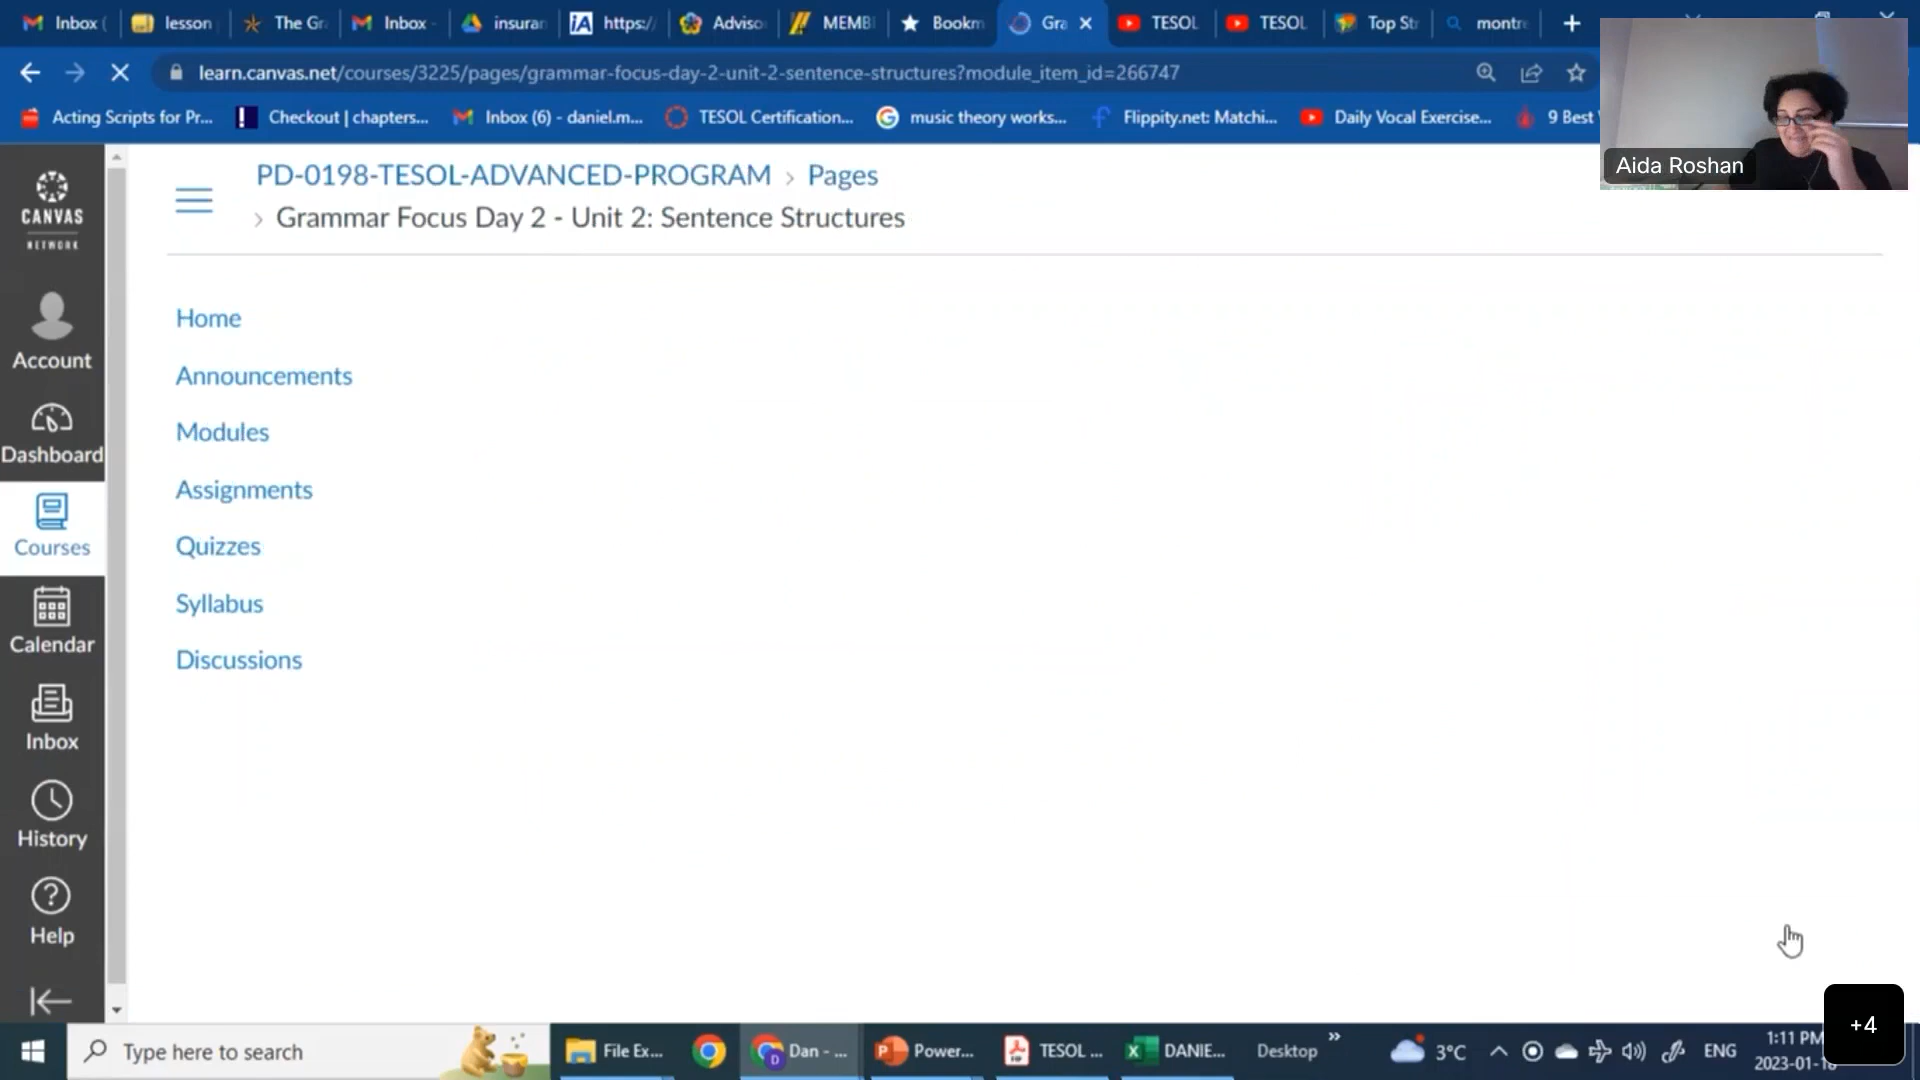 Inbox (
lesson
The Gr
Inbox -
insuran
https:/
Adviso
MEMB
Bookm
Gra
TESOL
TESOL
Top Str
montre
learn.canvas.net/courses/3225/pages/grammar-focus-day-2-unit-2-sentence-structures?module_item_id=266747
Acting Scripts for Pr...
Checkout | chapters...
Inbox (6) - daniel.m...
TESOL Certification...
music theory works...
Flippity.net: Matchi...
Daily Vocal Exercise...
9 Best
Aida Roshan
CANVAS
NETWORK
Account
Dashboard
Courses
Calendar
Inbox
History
Help
PD-0198-TESOL-ADVANCED-PROGRAM > Pages
> Grammar Focus Day 2 - Unit 2: Sentence Structures
Home
Announcements
Modules
Assignments
Quizzes
Syllabus
Discussions
+4
Type here to search
File Ex...
Dan - ...
Power...
TESOL ...
DANIE...
Desktop
3°C
ENG
1:11 PM
2023-01-1